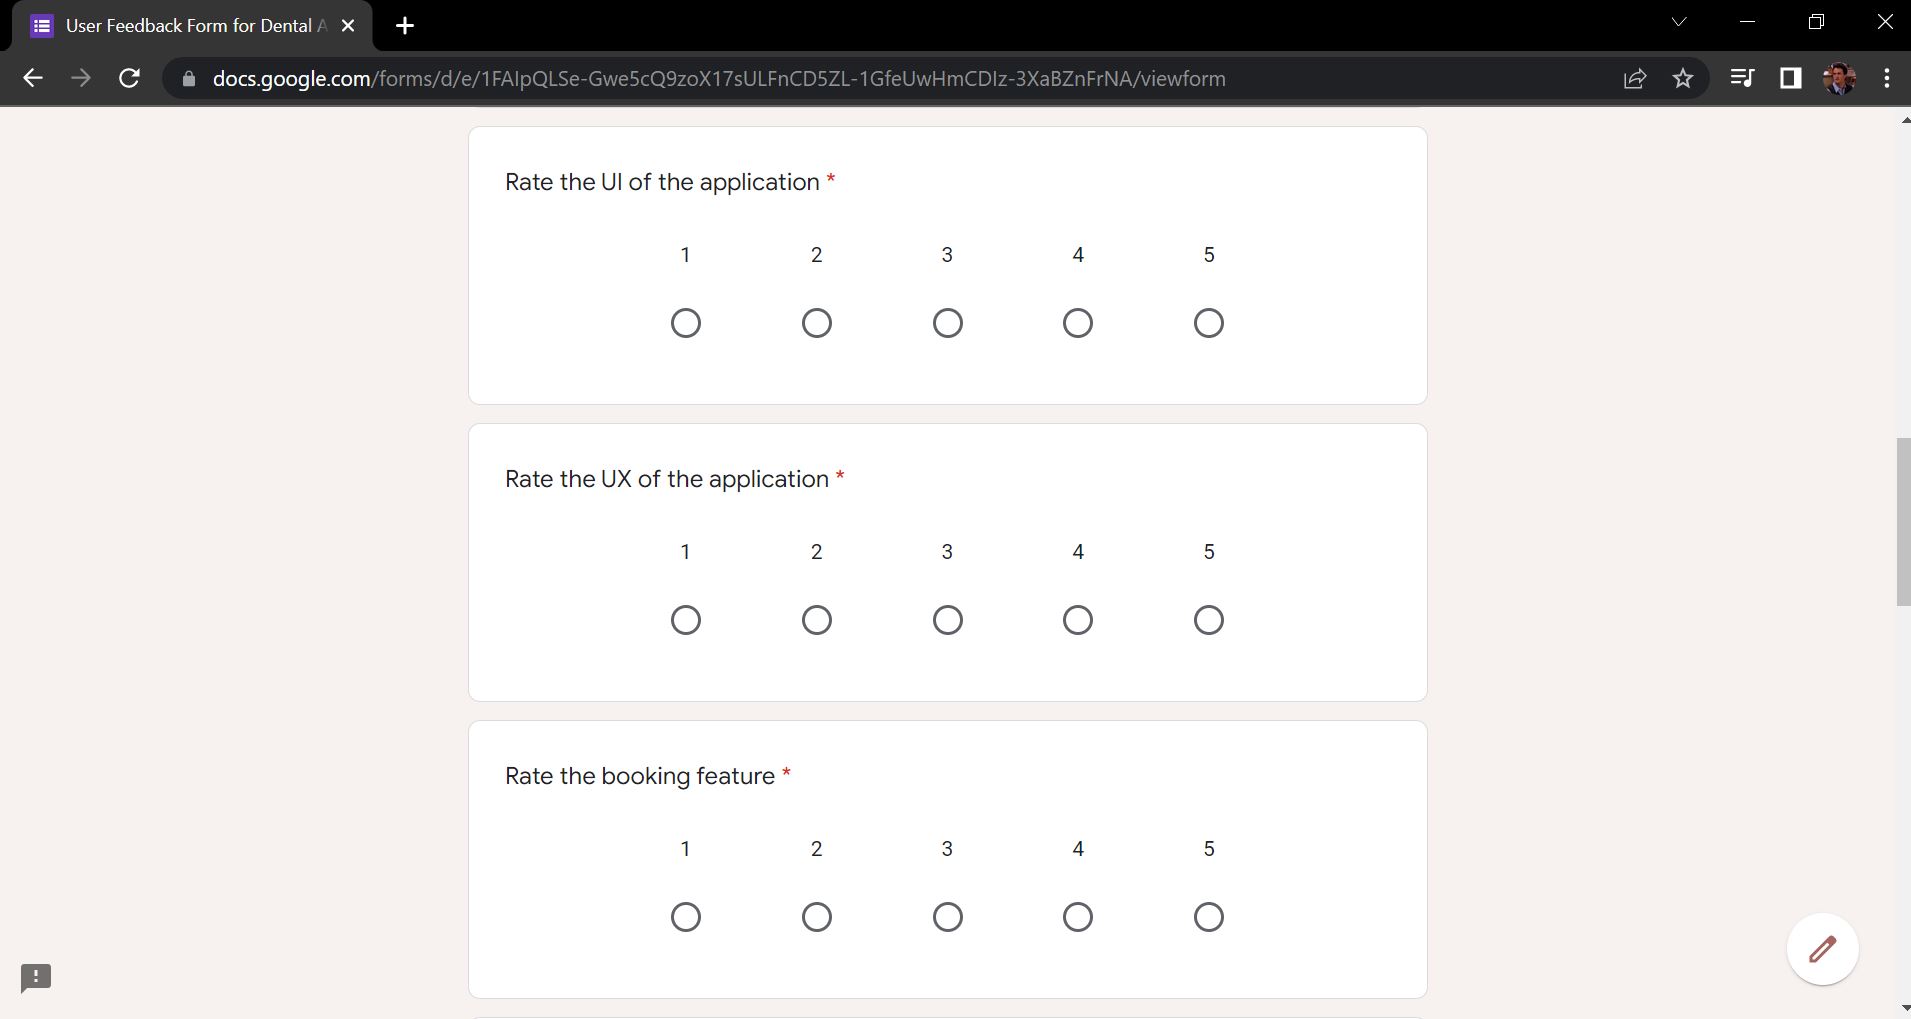 User Feedback Form for Dental A
docs.google.com/forms/d/e/1FAIpQLSe-Gwe5cQ9zoX17sULFnCD5ZL-1GfeUwHmCDIz-3XaBZnFrNA/viewform
Rate the UI of the application *
1 2 3 4 5
Rate the UX of the application *
1 2 3 4 5
Rate the booking feature *
1 2 3 4 5